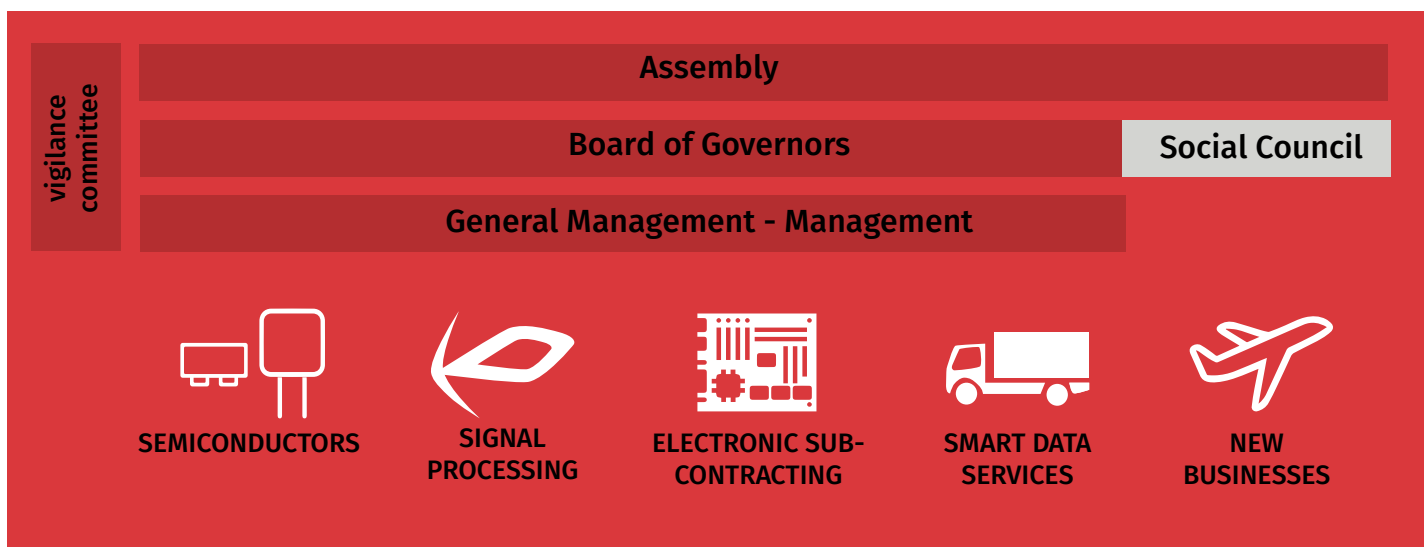 vigilance
committee
Assembly
Board of Governors
Social Council
General Management - Management
SEMICONDUCTORS
SIGNAL
PROCESSING
ELECTRONIC SUB-
CONTRACTING
SMART DATA
SERVICES
NEW
BUSINESSES